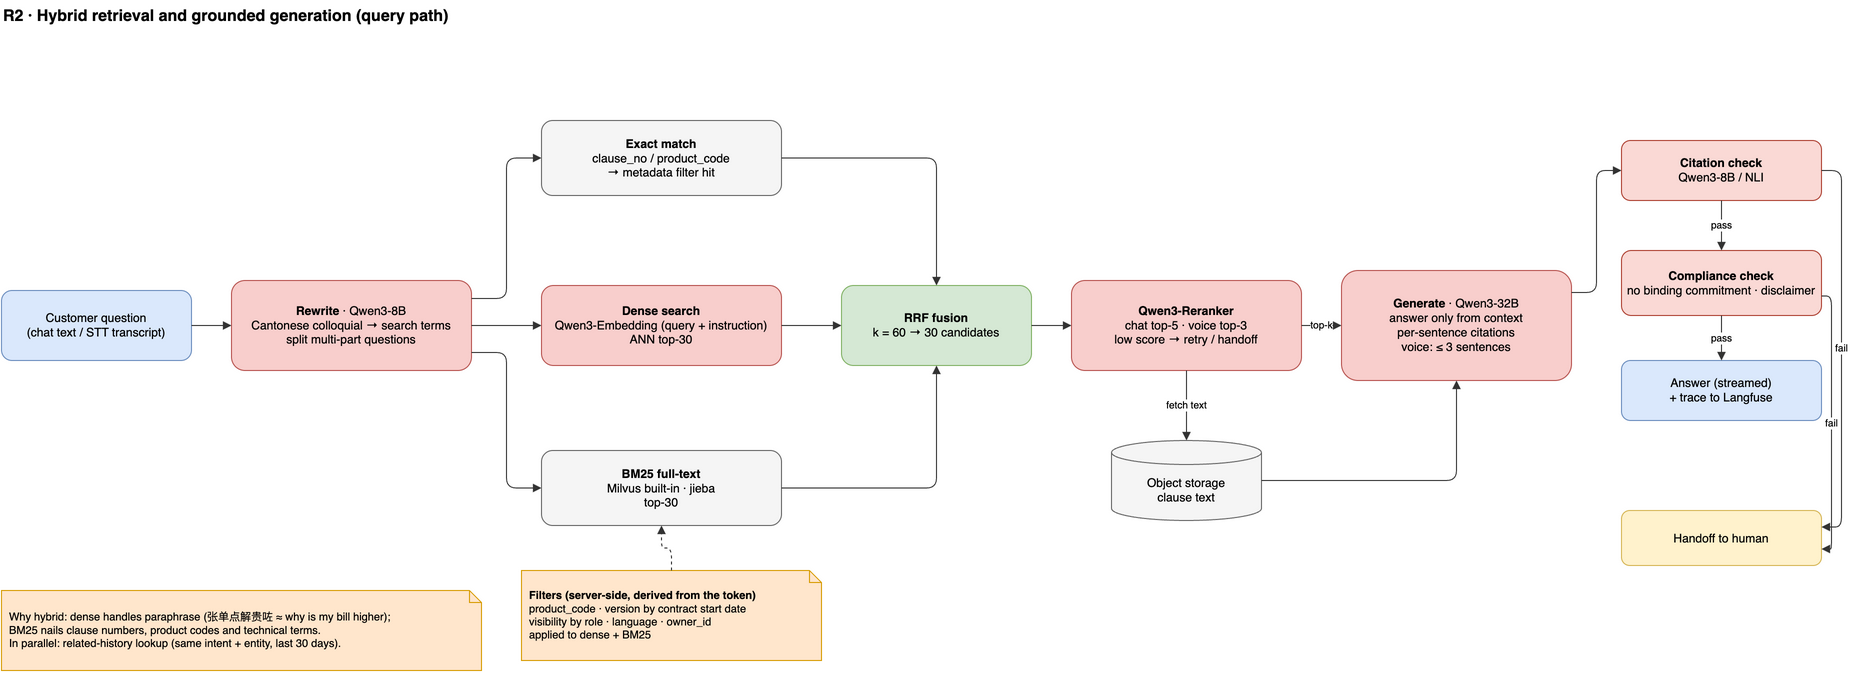 R2 · Hybrid retrieval and grounded generation (query path)
Customer question
(chat text / STT transcript)
Rewrite · Qwen3-8B
Cantonese colloquial → search terms
split multi-part questions
Exact match
clause_no / product_code
→ metadata filter hit
Dense search
Qwen3-Embedding (query + instruction)
ANN top-30
BM25 full-text
Milvus built-in · jieba
top-30
RRF fusion
k = 60 → 30 candidates
Qwen3-Reranker
chat top-5 · voice top-3
low score → retry / handoff
top-k
fetch text
Object storage
clause text
Generate · Qwen3-32B
answer only from context
per-sentence citations
voice: ≤ 3 sentences
Citation check
Qwen3-8B / NLI
pass
Compliance check
no binding commitment · disclaimer
pass
fail
Answer (streamed)
+ trace to Langfuse
fail
Handoff to human
Why hybrid: dense handles paraphrase (张单点解贵咗 ≈ why is my bill higher);
BM25 nails clause numbers, product codes and technical terms.
In parallel: related-history lookup (same intent + entity, last 30 days).
Filters (server-side, derived from the token)
product_code · version by contract start date
visibility by role · language · owner_id
applied to dense + BM25